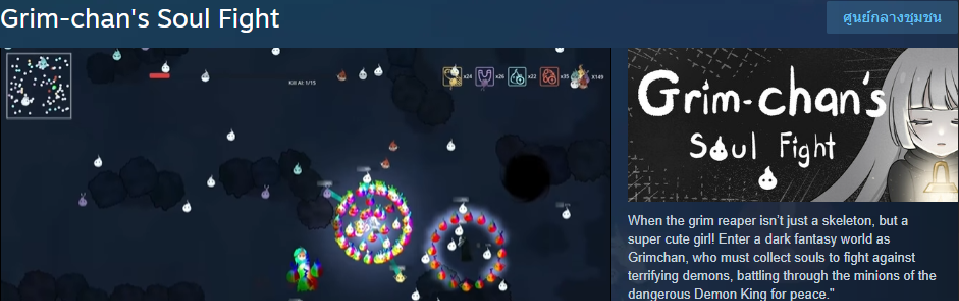 Grim-chan's Soul Fight
ศูนย์กลางชุมชน
Kill All: 1/15
x24
x26
x22
x35
X149
Grim-chan's
Soul Fight
When the grim reaper isn't just a skeleton, but a
super cute girl! Enter a dark fantasy world as
Grimchan, who must collect souls to fight against
terrifying demons, battling through the minions of the
dangerous Demon King for peace."